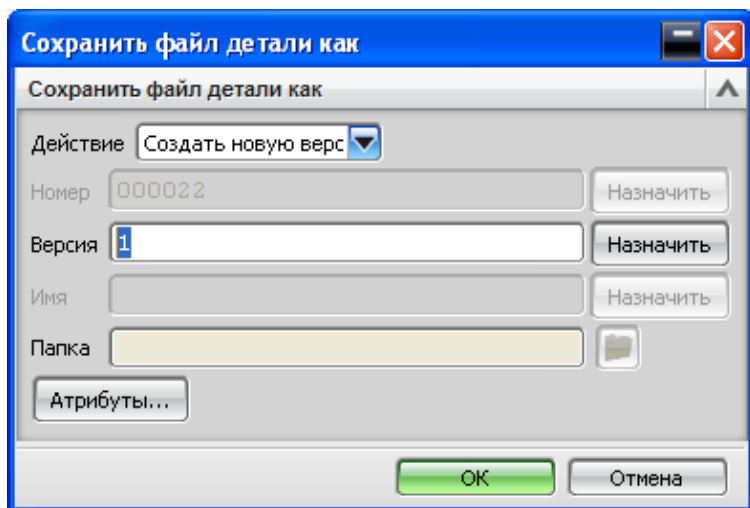 Сохранить файл детали как
Сохранить файл детали как
Действие Создать новую верс
Номер 000022 Назначить
Версия 1 Назначить
Имя Назначить
Папка
Атрибуты...
ОК Отмена